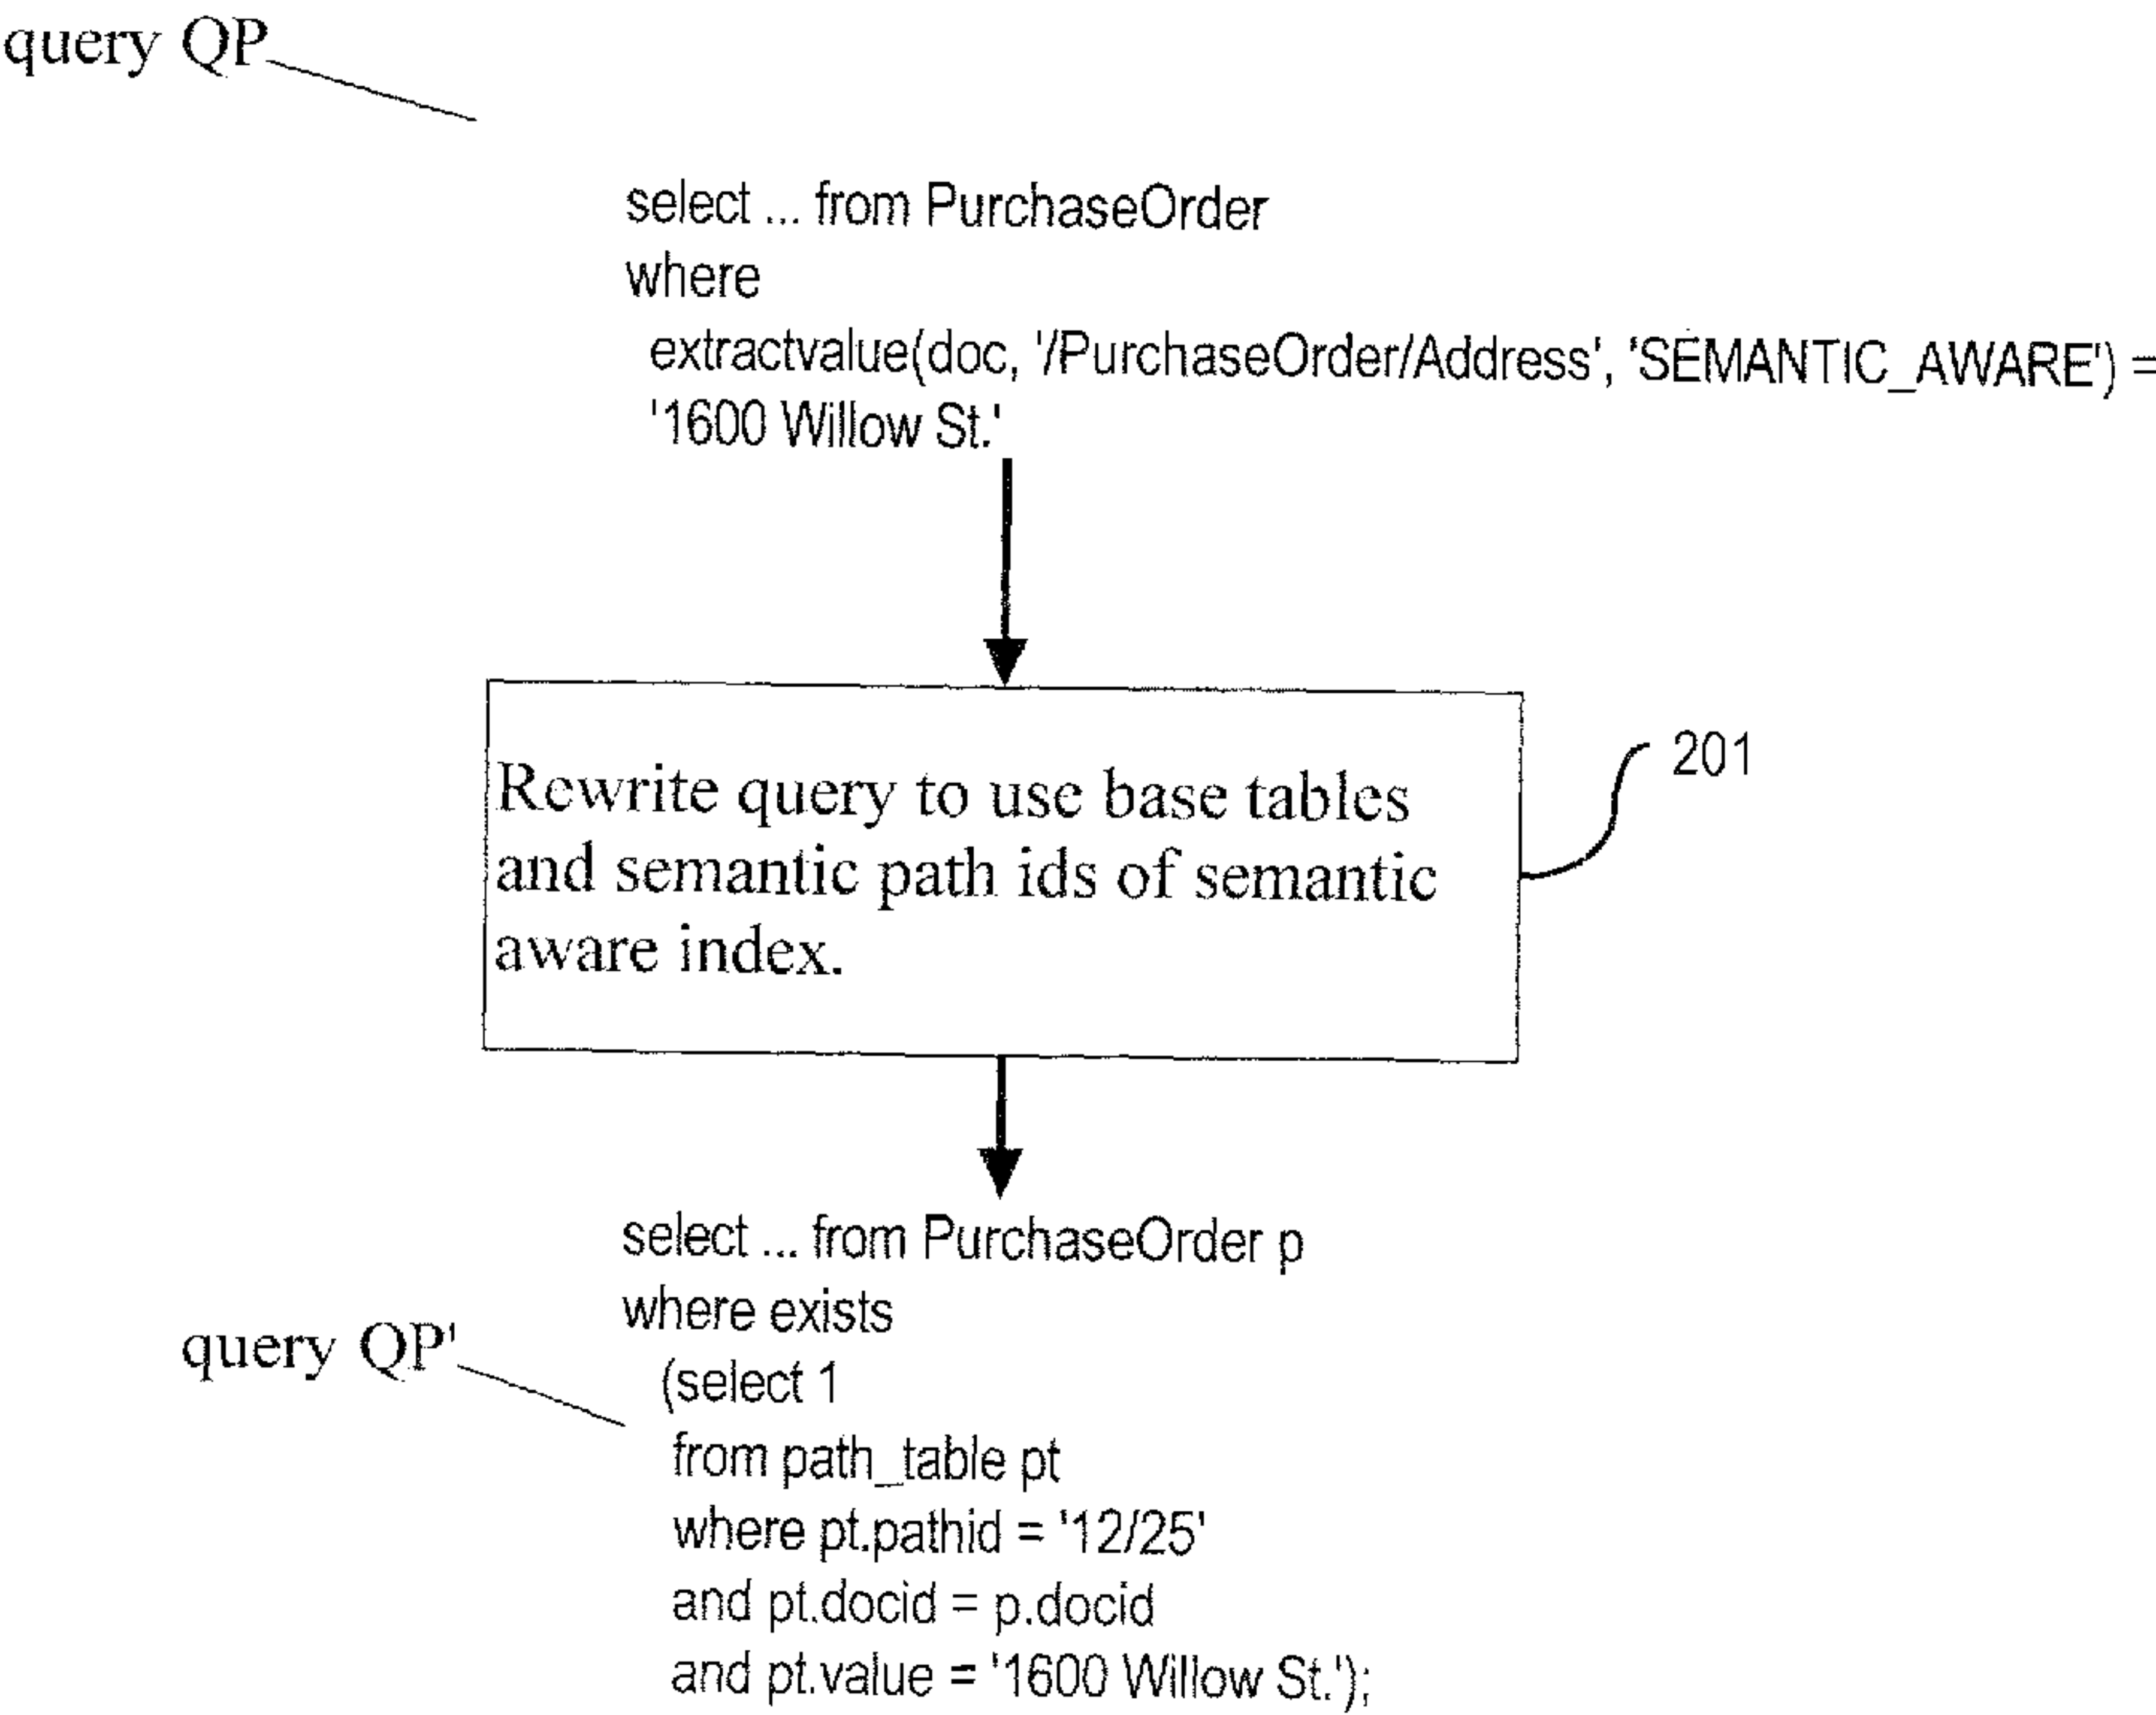 query QP
select ... from PurchaseOrder
where
extractvalue(doc, '/PurchaseOrder/Address', 'SEMANTIC_AWARE') =
'1600 Willow St.'
Rewrite query to use base tables
and semantic path ids of semantic
aware index.
201
select ... from PurchaseOrder p
where exists
query QP'
(select 1
from path_table pt
where pt.pathid = '12/25'
and pt.docid = p.docid
and pt.value = '1600 Willow St.');